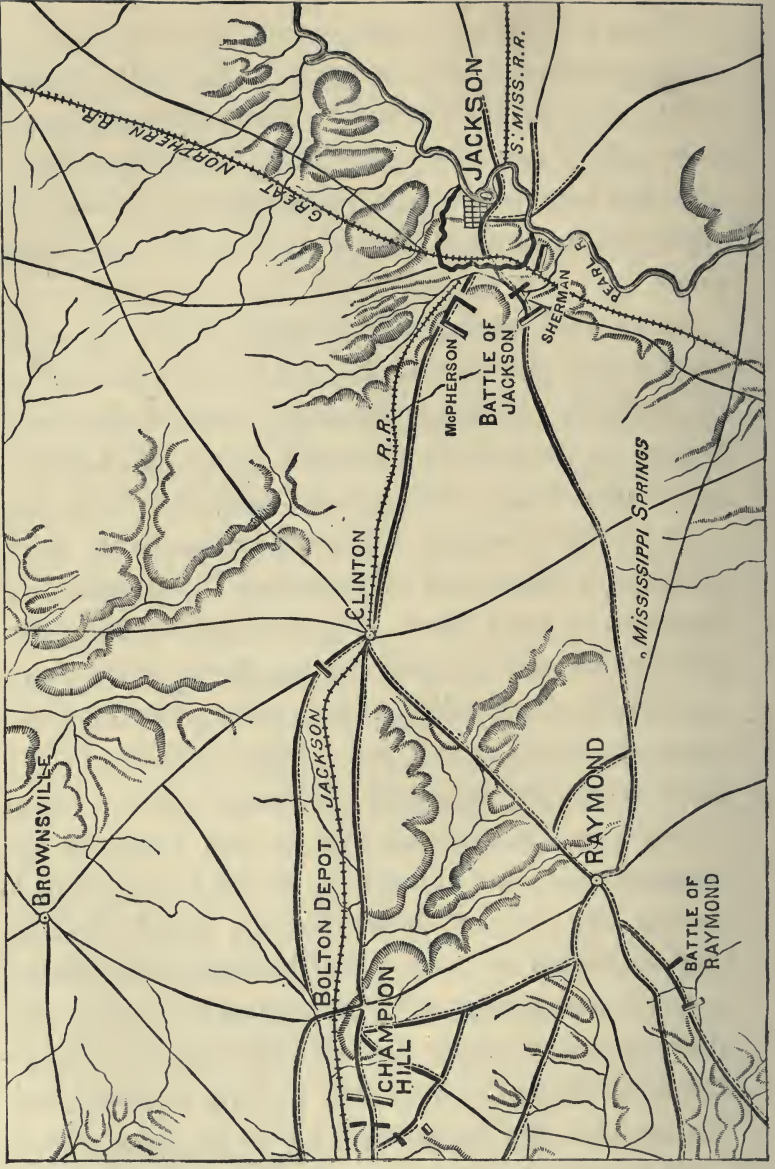 BROWNSVILLE
GREAT NORTHERN R.R.
JACKSON
S. MISS. R.R.
PEARL R.
SHERMAN
McPHERSON
BATTLE OF
JACKSON
R.R.
CLINTON
MISSISSIPPI SPRINGS
JACKSON
BOLTON DEPOT
RAYMOND
CHAMPION
HILL
BATTLE OF
RAYMOND